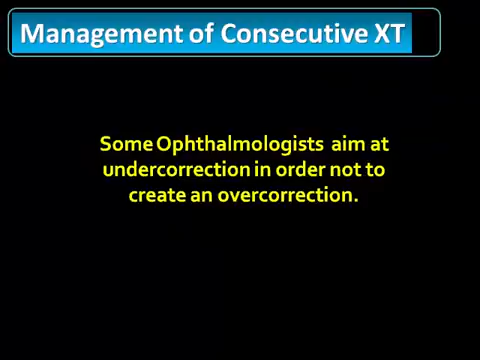 Management of Consecutive XT
Some Ophthalmologists aim at
undercorrection in order not to
create an overcorrection.